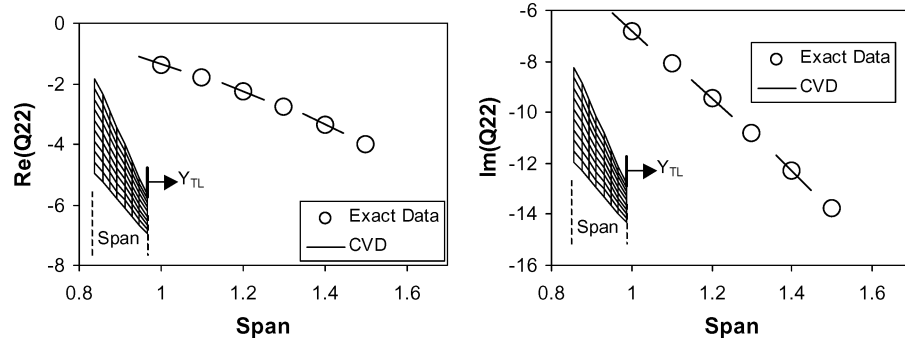 0
-2
-4
-6
-8
Re(Q22)
Y_TL
Span
Exact Data
CVD
0.8
1
1.2
1.4
1.6
Span
-6
-8
-10
-12
-14
-16
Im(Q22)
Exact Data
CVD
Y_TL
Span
0.8
1
1.2
1.4
1.6
Span